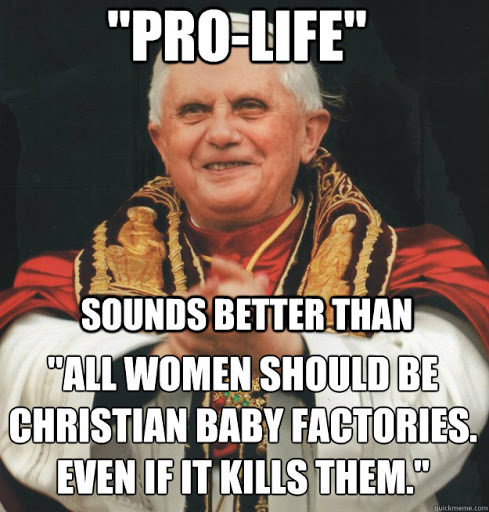 "PRO-LIFE"
SOUNDS BETTER THAN
"ALL WOMEN SHOULD BE
CHRISTIAN BABY FACTORIES.
EVEN IF IT KILLS THEM."
quickmeme.com